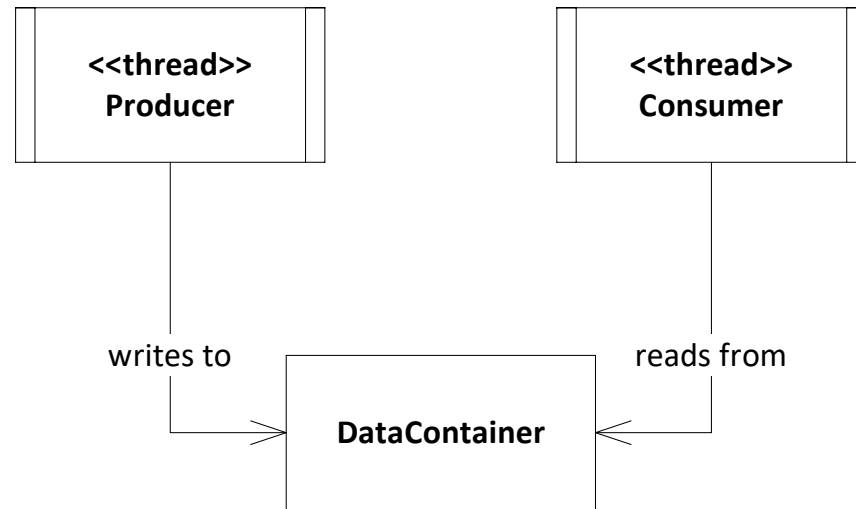 <<thread>>
Producer
<<thread>>
Consumer
writes to
reads from
DataContainer